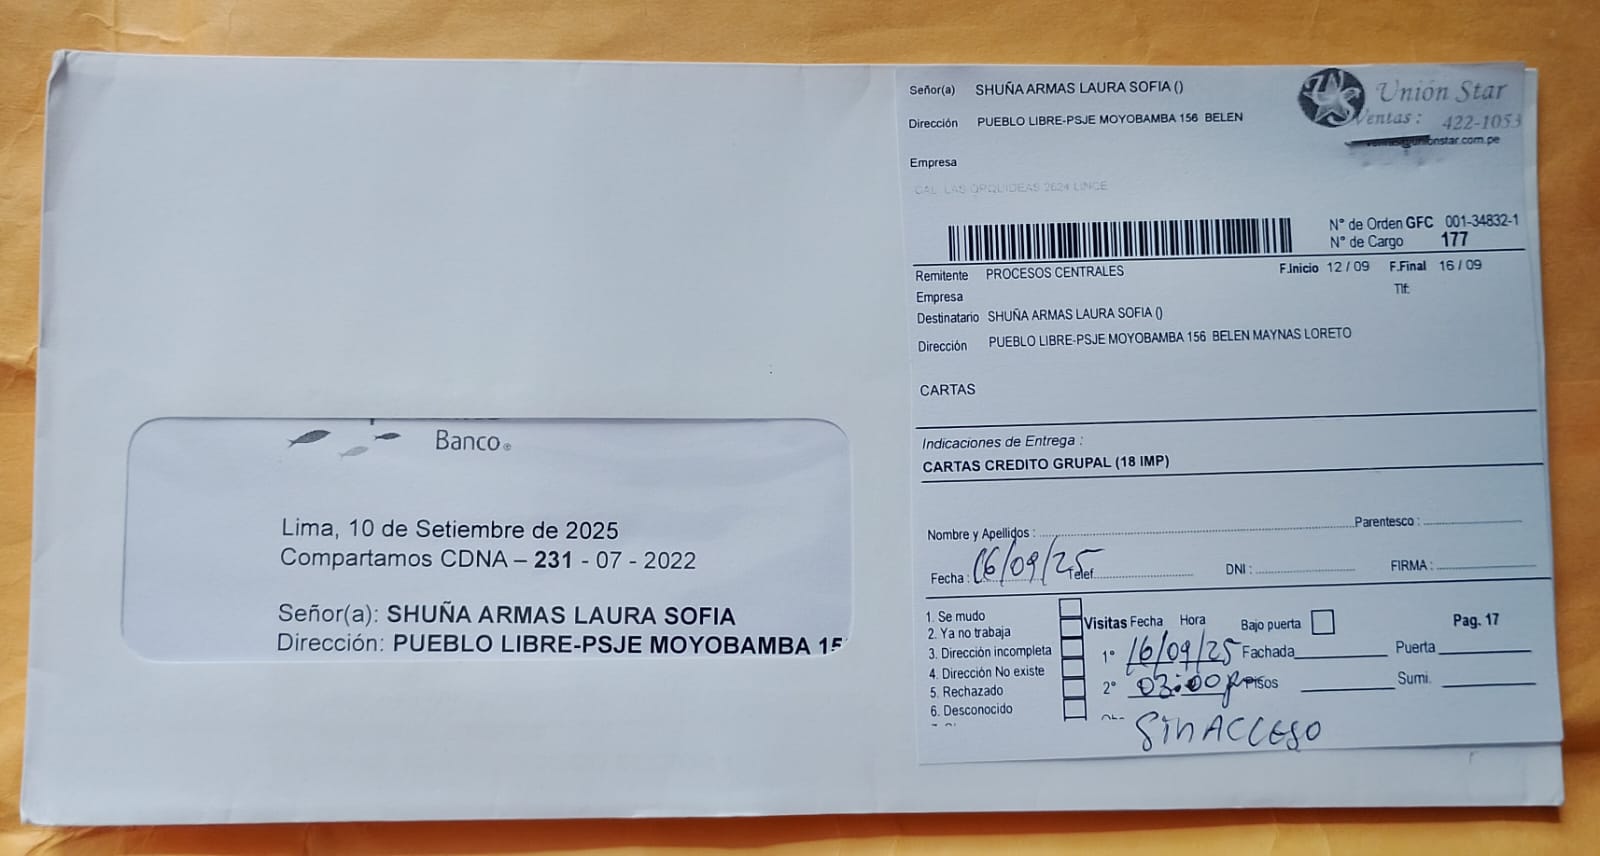 Señor(a) SHUÑA ARMAS LAURA SOFIA ()
Dirección PUEBLO LIBRE-PSJE MOYOBAMBA 156 BELEN
Empresa
CAL LAS ORQUIDEAS 2624 LINCE
Unión Star
Ventas : 422-1053
unionstar.com.pe
N° de Orden GFC 001-34832-1
N° de Cargo 177
Remitente PROCESOS CENTRALES F.Inicio 12 / 09 F.Final 16 / 09
Empresa Tlf:
Destinatario SHUÑA ARMAS LAURA SOFIA ()
Dirección PUEBLO LIBRE-PSJE MOYOBAMBA 156 BELEN MAYNAS LORETO
CARTAS
Indicaciones de Entrega :
CARTAS CREDITO GRUPAL (18 IMP)
Nombre y Apellidos : Parentesco :
Fecha : 16/09/25 Telef. DNI : FIRMA :
1. Se mudo
2. Ya no trabaja
3. Dirección incompleta
4. Dirección No existe
5. Rechazado
6. Desconocido
Visitas Fecha Hora Bajo puerta Pag. 17
1° 16/09/25 Fachada Puerta
2° 03:00p Pisos Sumi.
SIN ACCESO
Banco
Lima, 10 de Setiembre de 2025
Compartamos CDNA – 231 - 07 - 2022
Señor(a): SHUÑA ARMAS LAURA SOFIA
Dirección: PUEBLO LIBRE-PSJE MOYOBAMBA 15